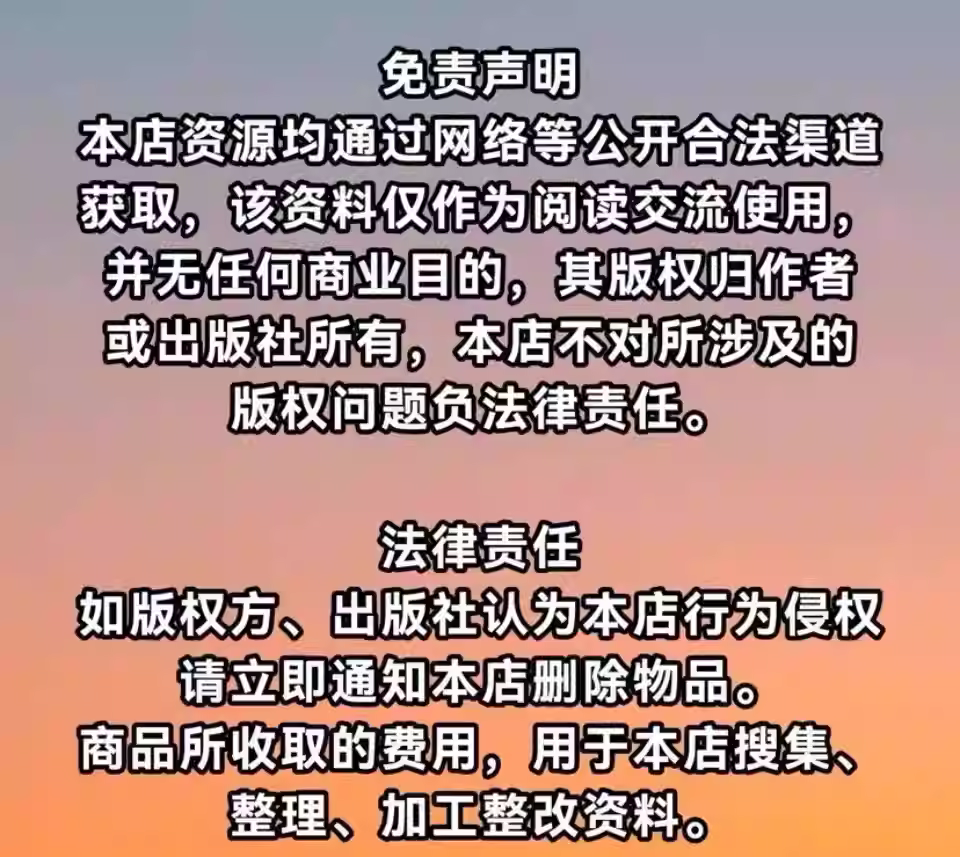 免责声明
本店资源均通过网络等公开合法渠道
获取，该资料仅作为阅读交流使用，
并无任何商业目的，其版权归作者
或出版社所有，本店不对所涉及的
版权问题负法律责任。
法律责任
如版权方、出版社认为本店行为侵权
请立即通知本店删除物品。
商品所收取的费用，用于本店搜集、
整理、加工整改资料。